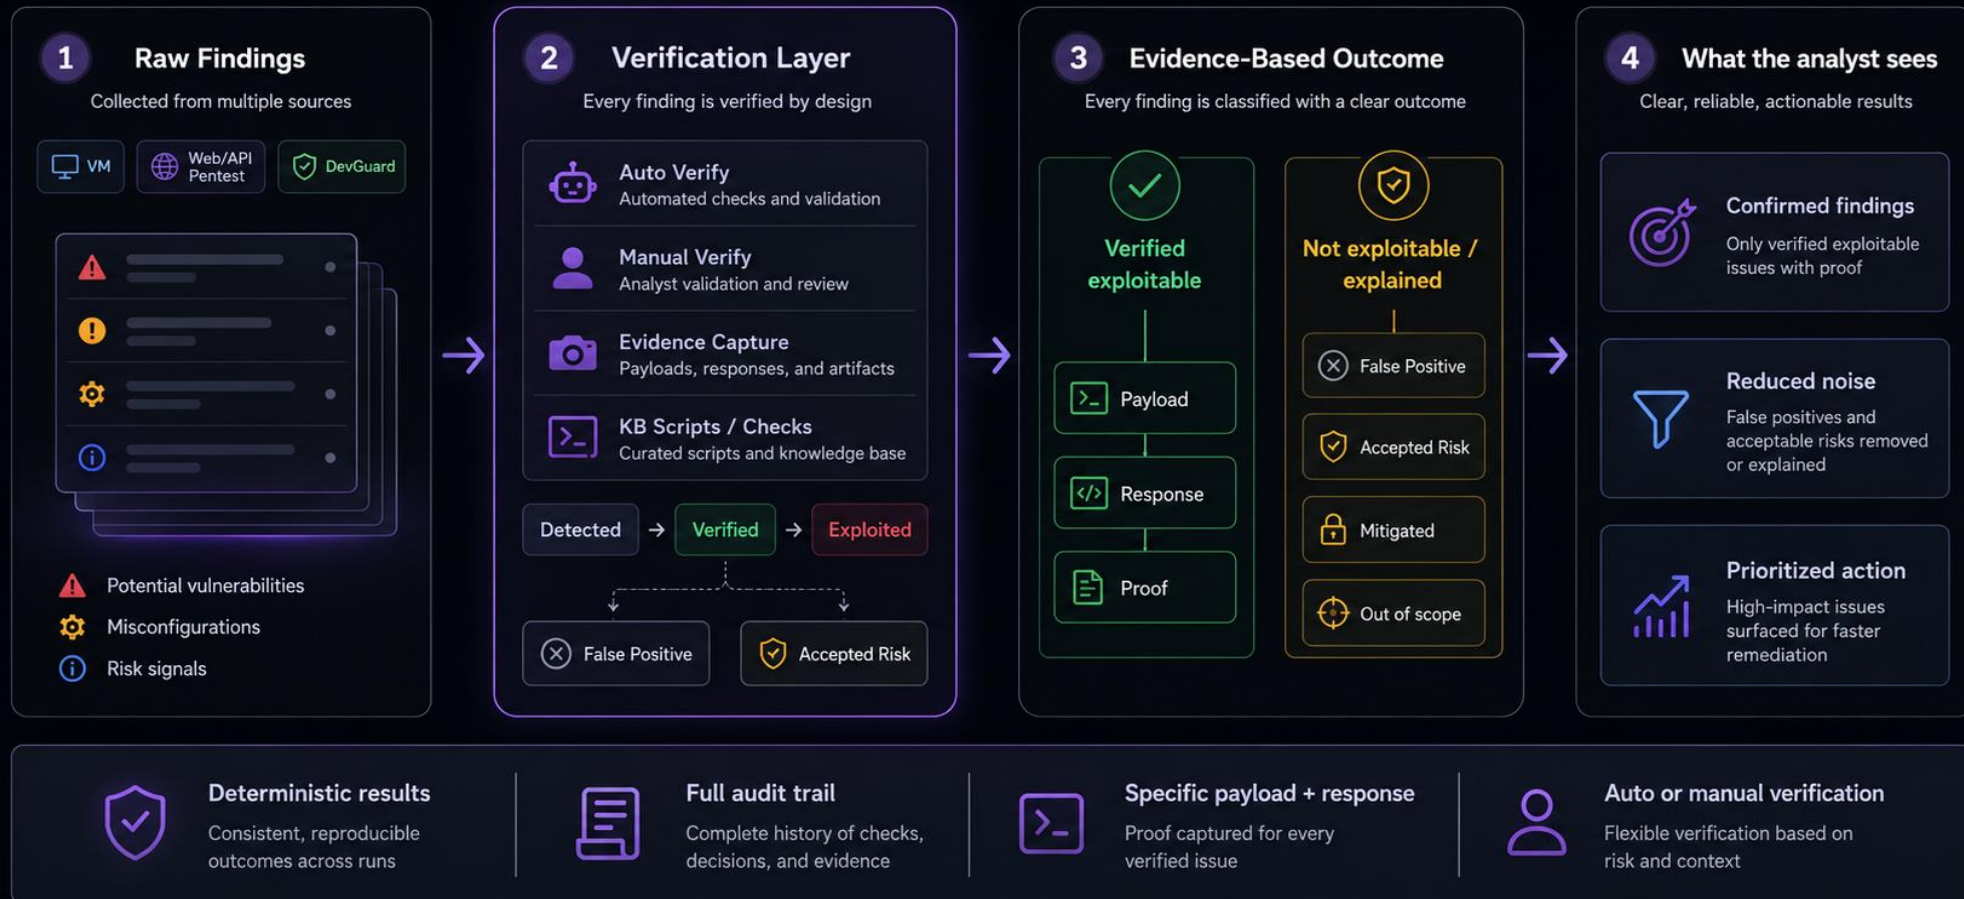 1 Raw Findings
Collected from multiple sources
VM
Web/API
Pentest
DevGuard
Potential vulnerabilities
Misconfigurations
Risk signals
2 Verification Layer
Every finding is verified by design
Auto Verify
Automated checks and validation
Manual Verify
Analyst validation and review
Evidence Capture
Payloads, responses, and artifacts
KB Scripts / Checks
Curated scripts and knowledge base
Detected → Verified → Exploited
False Positive
Accepted Risk
3 Evidence-Based Outcome
Every finding is classified with a clear outcome
Verified
exploitable
Payload
Response
Proof
Not exploitable /
explained
False Positive
Accepted Risk
Mitigated
Out of scope
4 What the analyst sees
Clear, reliable, actionable results
Confirmed findings
Only verified exploitable
issues with proof
Reduced noise
False positives and
acceptable risks removed
or explained
Prioritized action
High-impact issues
surfaced for faster
remediation
Deterministic results
Consistent, reproducible
outcomes across runs
Full audit trail
Complete history of checks,
decisions, and evidence
Specific payload + response
Proof captured for every
verified issue
Auto or manual verification
Flexible verification based on
risk and context